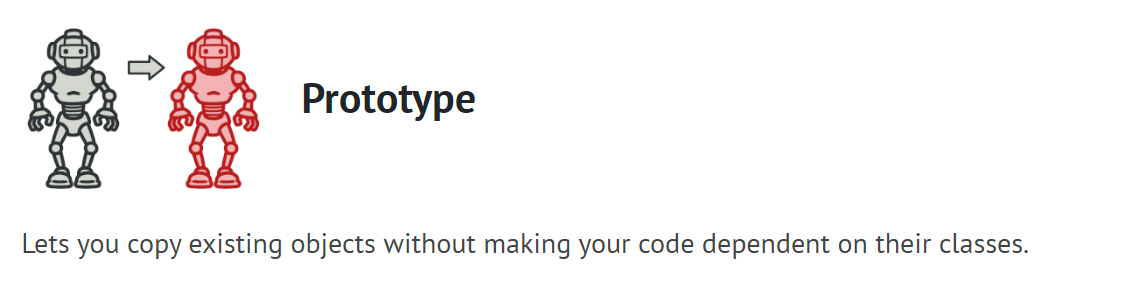 Prototype
Lets you copy existing objects without making your code dependent on their classes.